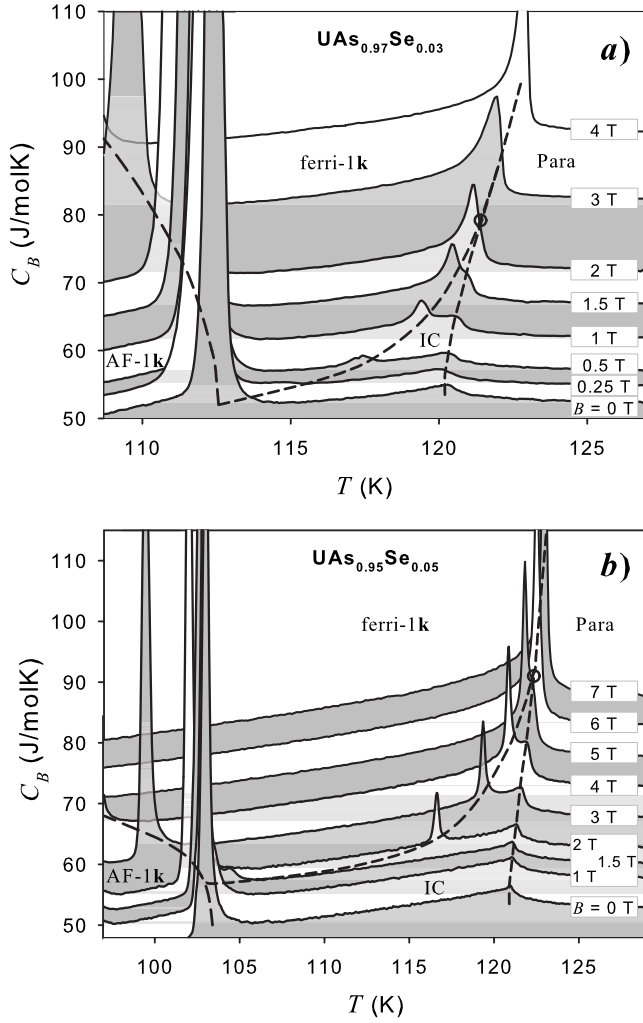 UAs0.97Se0.03
a)
110
100
90
80
70
60
50
CB (J/molK)
ferri-1k
Para
IC
AF-1k
4 T
3 T
2 T
1.5 T
1 T
0.5 T
0.25 T
B = 0 T
110
115
120
125
T (K)
UAs0.95Se0.05
b)
110
100
90
80
70
60
50
CB (J/molK)
ferri-1k
Para
IC
AF-1k
7 T
6 T
5 T
4 T
3 T
2 T
1.5 T
1 T
B = 0 T
100
105
110
115
120
125
T (K)